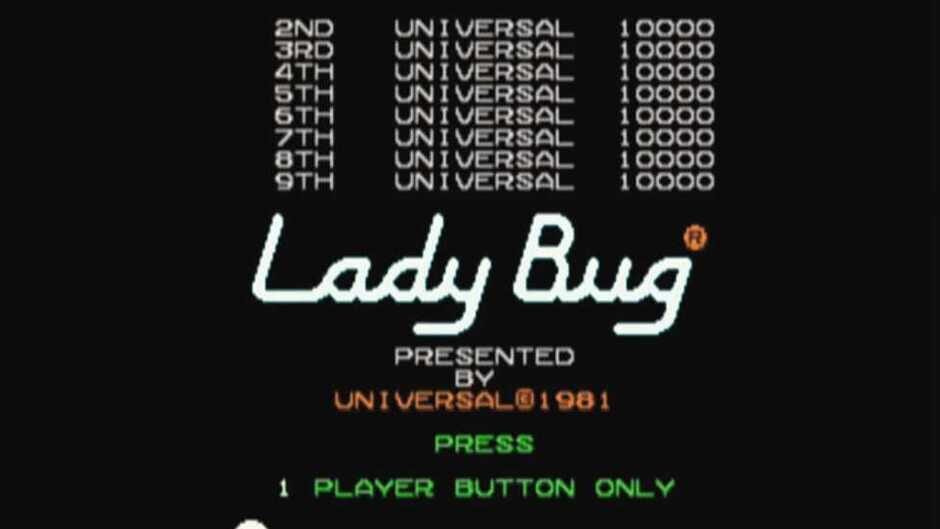 2ND UNIVERSAL 10000
3RD UNIVERSAL 10000
4TH UNIVERSAL 10000
5TH UNIVERSAL 10000
6TH UNIVERSAL 10000
7TH UNIVERSAL 10000
8TH UNIVERSAL 10000
9TH UNIVERSAL 10000
Lady Bug®
PRESENTED
BY
UNIVERSAL©1981
PRESS
1 PLAYER BUTTON ONLY